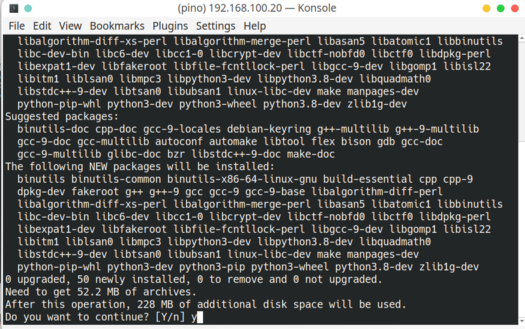 (pino) 192.168.100.20 — Konsole
File Edit View Bookmarks Plugins Settings Help
libalgorithm-diff-xs-perl libalgorithm-merge-perl libasan5 libatomic1 libbinutils
libc-dev-bin libc6-dev libcc1-0 libcrypt-dev libctf-nobfd0 libctf0 libdpkg-perl
libexpat1-dev libfakeroot libfile-fcntllock-perl libgcc-9-dev libgomp1 libisl22
libitm1 liblsan0 libmpc3 libpython3-dev libpython3.8-dev libquadmath0
libstdc++-9-dev libtsan0 libubsan1 linux-libc-dev make manpages-dev
python-pip-whl python3-dev python3-wheel python3.8-dev zlib1g-dev
Suggested packages:
binutils-doc cpp-doc gcc-9-locales debian-keyring g++-multilib g++-9-multilib
gcc-9-doc gcc-multilib autoconf automake libtool flex bison gdb gcc-doc
gcc-9-multilib glibc-doc bzr libstdc++-9-doc make-doc
The following NEW packages will be installed:
binutils binutils-common binutils-x86-64-linux-gnu build-essential cpp cpp-9
dpkg-dev fakeroot g++ g++-9 gcc gcc-9 gcc-9-base libalgorithm-diff-perl
libalgorithm-diff-xs-perl libalgorithm-merge-perl libasan5 libatomic1 libbinutils
libc-dev-bin libc6-dev libcc1-0 libcrypt-dev libctf-nobfd0 libctf0 libdpkg-perl
libexpat1-dev libfakeroot libfile-fcntllock-perl libgcc-9-dev libgomp1 libisl22
libitm1 liblsan0 libmpc3 libpython3-dev libpython3.8-dev libquadmath0
libstdc++-9-dev libtsan0 libubsan1 linux-libc-dev make manpages-dev
python-pip-whl python3-dev python3-pip python3-wheel python3.8-dev zlib1g-dev
0 upgraded, 50 newly installed, 0 to remove and 0 not upgraded.
Need to get 52.2 MB of archives.
After this operation, 228 MB of additional disk space will be used.
Do you want to continue? [Y/n] y